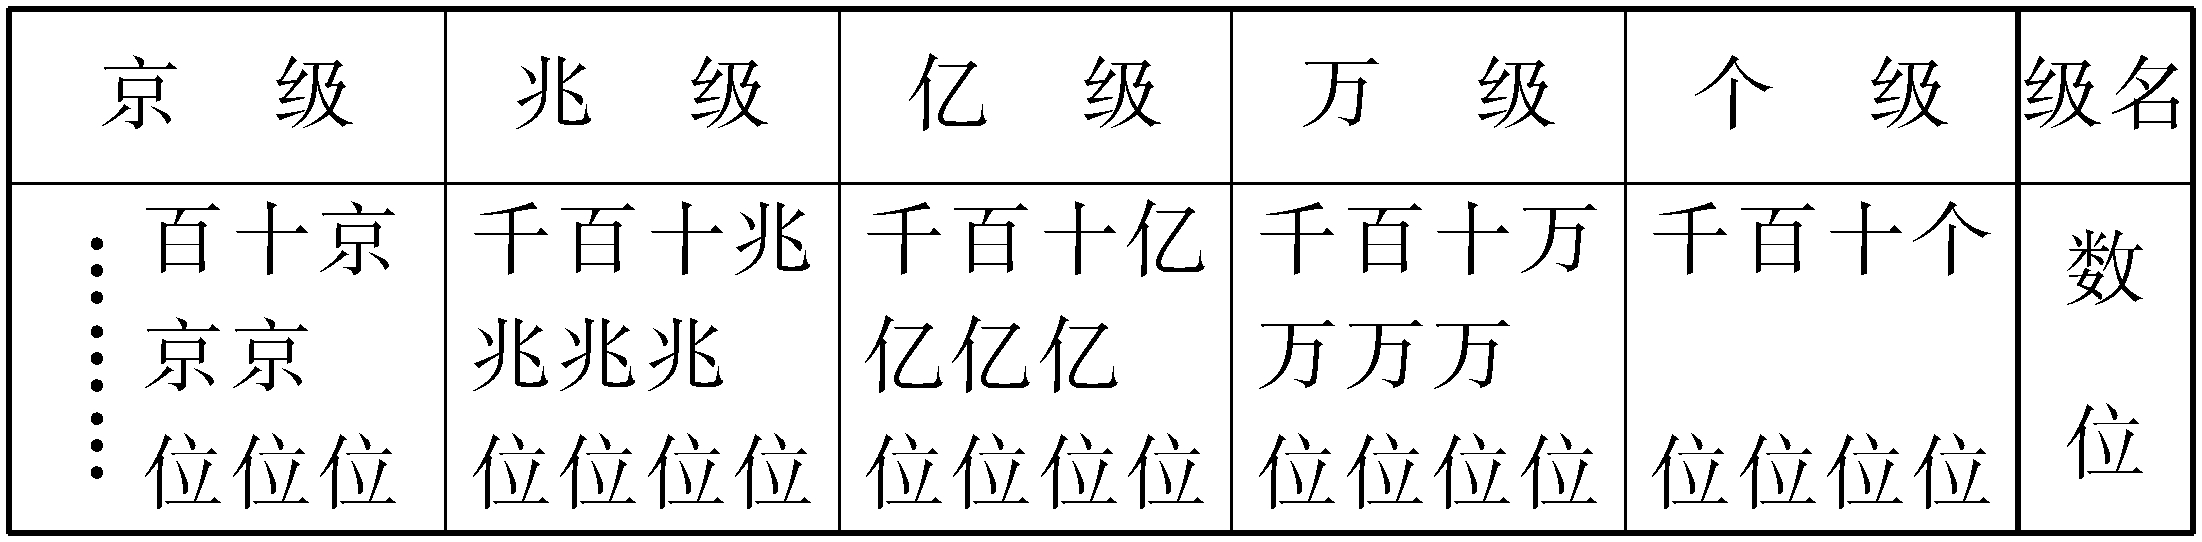 京 级 兆 级 亿 级 万 级 个 级 级名
百十京 千百十兆 千百十亿 千百十万 千百十个 数
京京 兆兆兆 亿亿亿 万万万
位位位 位位位位 位位位位 位位位位 位位位位 位